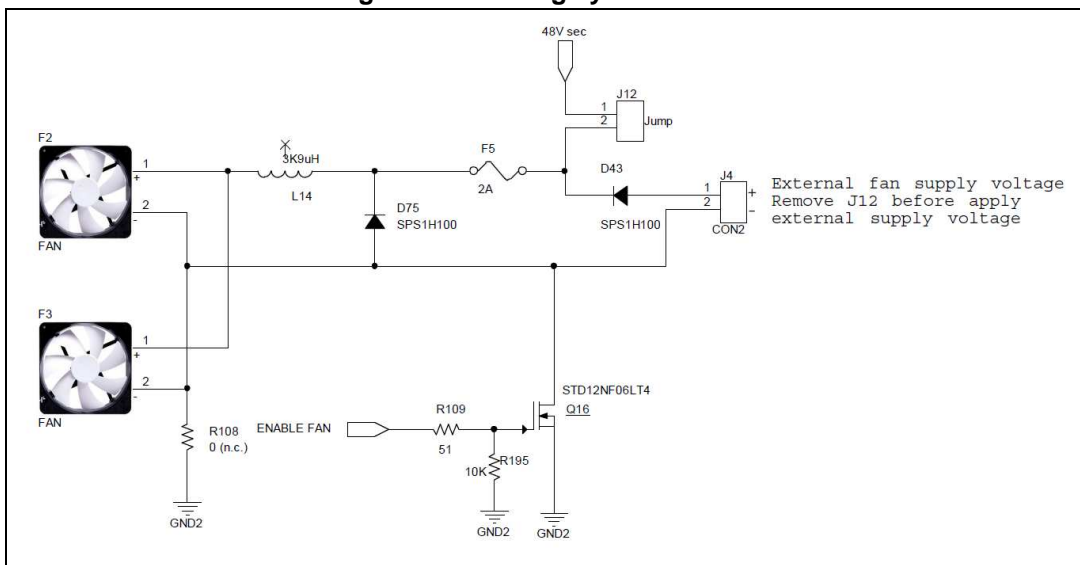 48V sec
J12
1
2
Jump
F2
1
+
2
-
FAN
3K9uH
L14
F5
2A
D43
SPS1H100
J4
1
2
+
-
CON2
External fan supply voltage
Remove J12 before apply
external supply voltage
D75
SPS1H100
F3
1
+
2
-
FAN
R108
0 (n.c.)
GND2
ENABLE FAN
R109
51
R195
10K
GND2
STD12NF06LT4
Q16
GND2